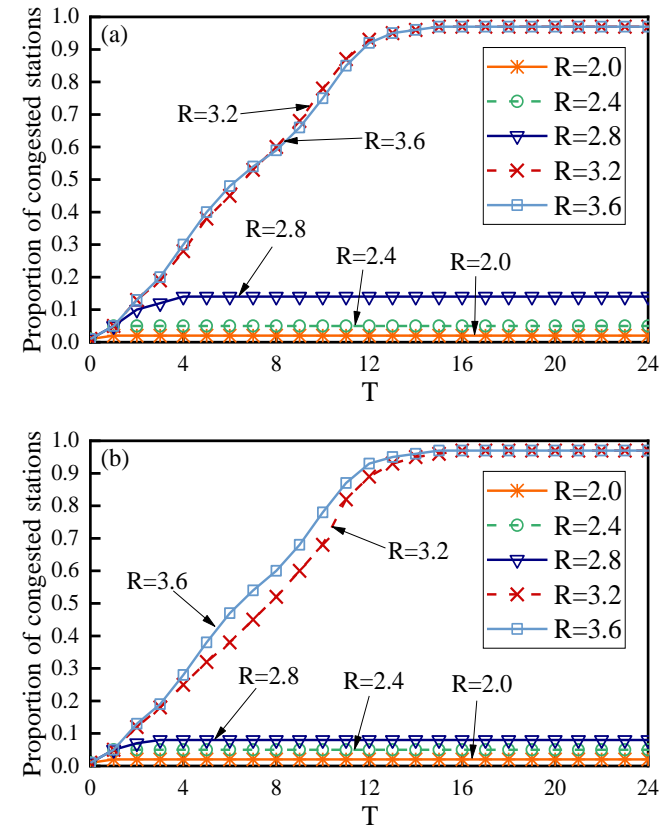 (a)
Proportion of congested stations
1.0
0.9
0.8
0.7
0.6
0.5
0.4
0.3
0.2
0.1
0.0
R=3.2
R=3.6
R=2.8
R=2.4
R=2.0
R=2.0
R=2.4
R=2.8
R=3.2
R=3.6
0 4 8 12 16 20 24
T
(b)
Proportion of congested stations
1.0
0.9
0.8
0.7
0.6
0.5
0.4
0.3
0.2
0.1
0.0
R=3.2
R=3.6
R=2.8
R=2.4
R=2.0
R=2.0
R=2.4
R=2.8
R=3.2
R=3.6
0 4 8 12 16 20 24
T